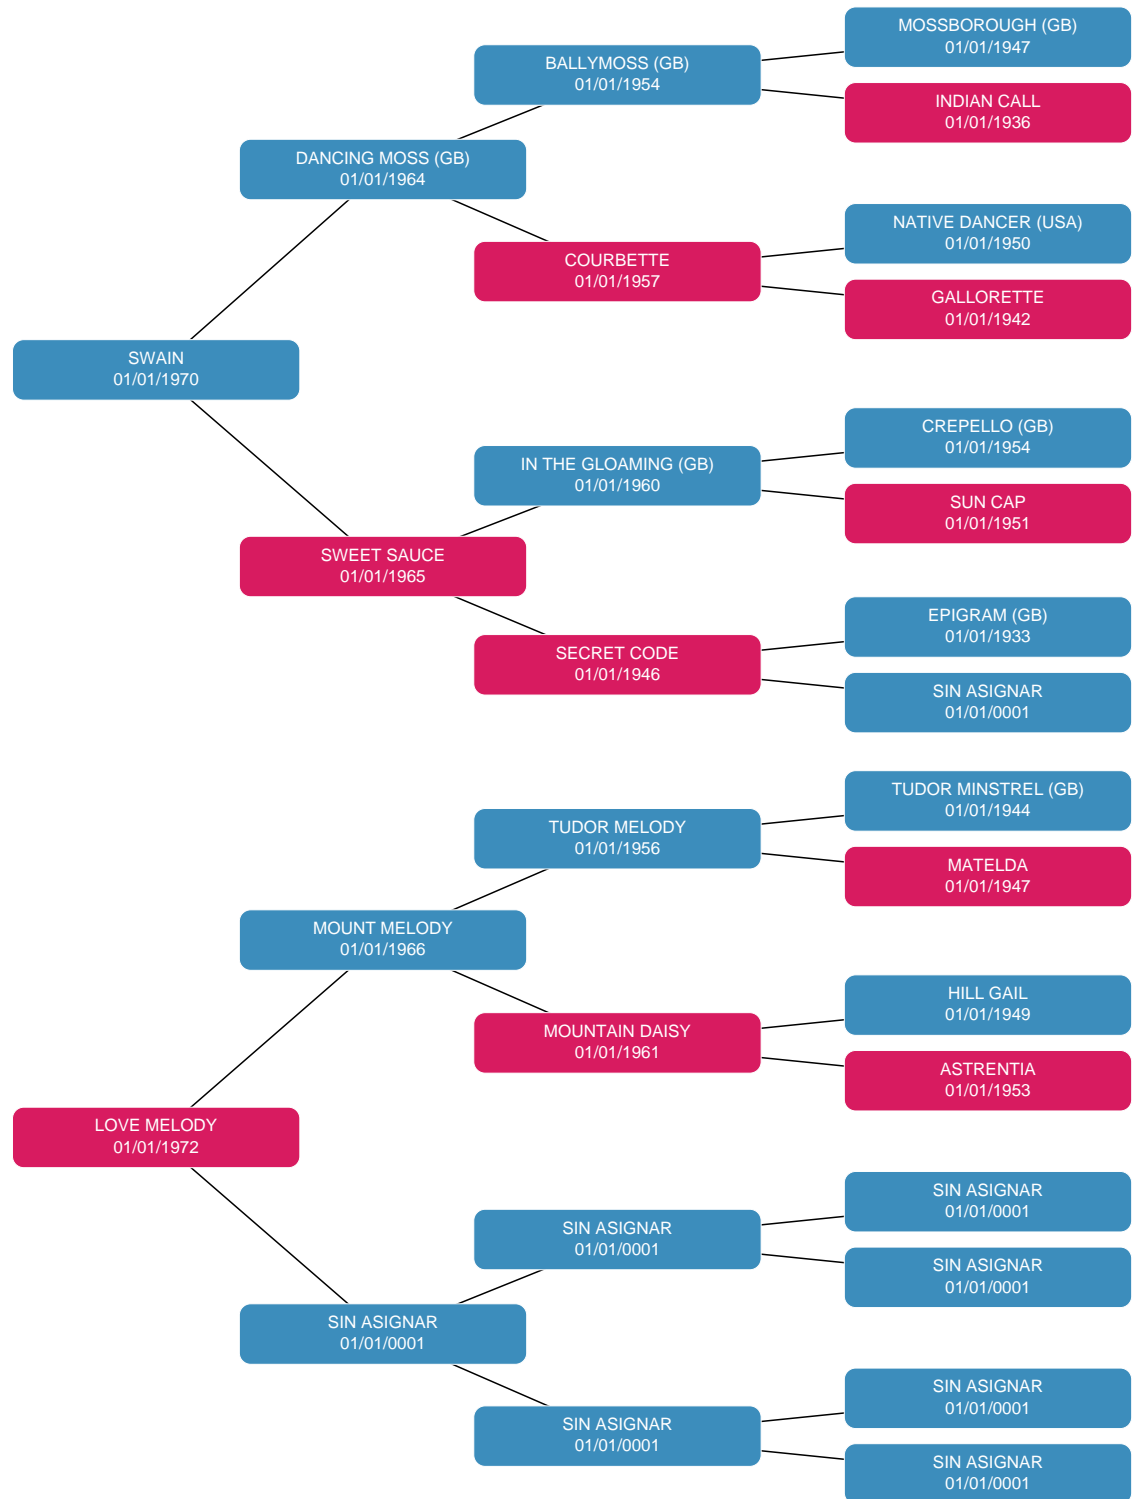 MOSSBOROUGH (GB)
01/01/1947
BALLYMOSS (GB)
01/01/1954
INDIAN CALL
01/01/1936
DANCING MOSS (GB)
01/01/1964
NATIVE DANCER (USA)
01/01/1950
COURBETTE
01/01/1957
GALLORETTE
01/01/1942
SWAIN
01/01/1970
CREPELLO (GB)
01/01/1954
IN THE GLOAMING (GB)
01/01/1960
SUN CAP
01/01/1951
SWEET SAUCE
01/01/1965
EPIGRAM (GB)
01/01/1933
SECRET CODE
01/01/1946
SIN ASIGNAR
01/01/0001
TUDOR MINSTREL (GB)
01/01/1944
TUDOR MELODY
01/01/1956
MATELDA
01/01/1947
MOUNT MELODY
01/01/1966
HILL GAIL
01/01/1949
MOUNTAIN DAISY
01/01/1961
ASTRENTIA
01/01/1953
LOVE MELODY
01/01/1972
SIN ASIGNAR
01/01/0001
SIN ASIGNAR
01/01/0001
SIN ASIGNAR
01/01/0001
SIN ASIGNAR
01/01/0001
SIN ASIGNAR
01/01/0001
SIN ASIGNAR
01/01/0001
SIN ASIGNAR
01/01/0001